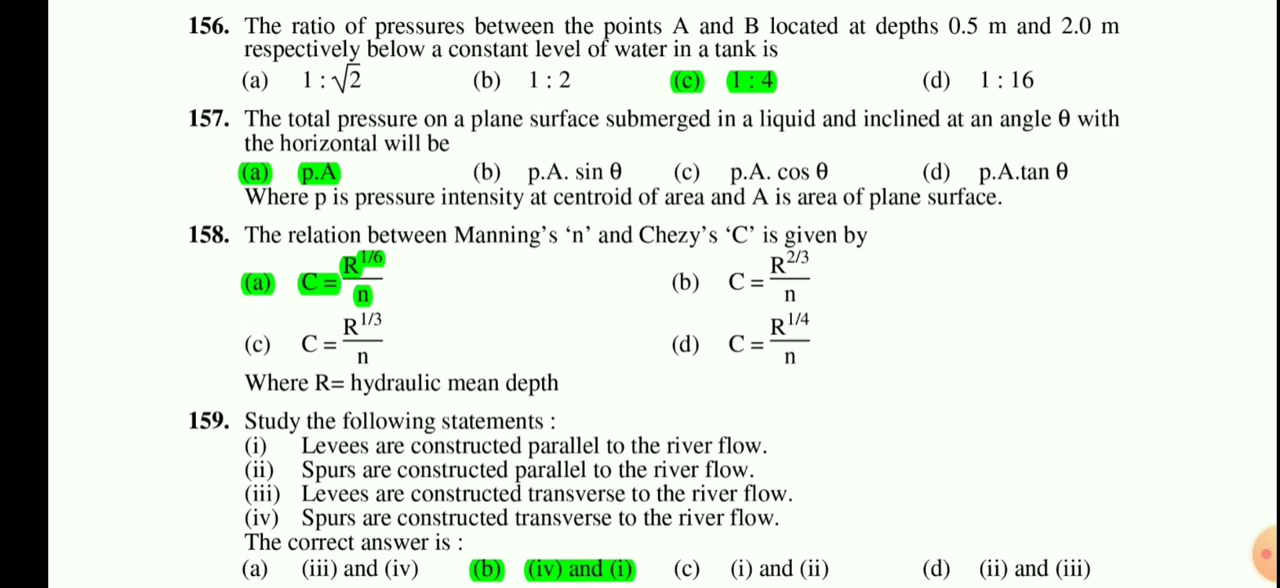 156. The ratio of pressures between the points A and B located at depths 0.5 m and 2.0 m
respectively below a constant level of water in a tank is
(a) 1 : √2 (b) 1 : 2 (c) 1 : 4 (d) 1 : 16
157. The total pressure on a plane surface submerged in a liquid and inclined at an angle θ with
the horizontal will be
(a) p.A (b) p.A. sin θ (c) p.A. cos θ (d) p.A.tan θ
Where p is pressure intensity at centroid of area and A is area of plane surface.
158. The relation between Manning's ‘n’ and Chezy's ‘C’ is given by
(a) C = R^1/6 / n (b) C = R^2/3 / n
(c) C = R^1/3 / n (d) C = R^1/4 / n
Where R= hydraulic mean depth
159. Study the following statements :
(i) Levees are constructed parallel to the river flow.
(ii) Spurs are constructed parallel to the river flow.
(iii) Levees are constructed transverse to the river flow.
(iv) Spurs are constructed transverse to the river flow.
The correct answer is :
(a) (iii) and (iv) (b) (iv) and (i) (c) (i) and (ii) (d) (ii) and (iii)